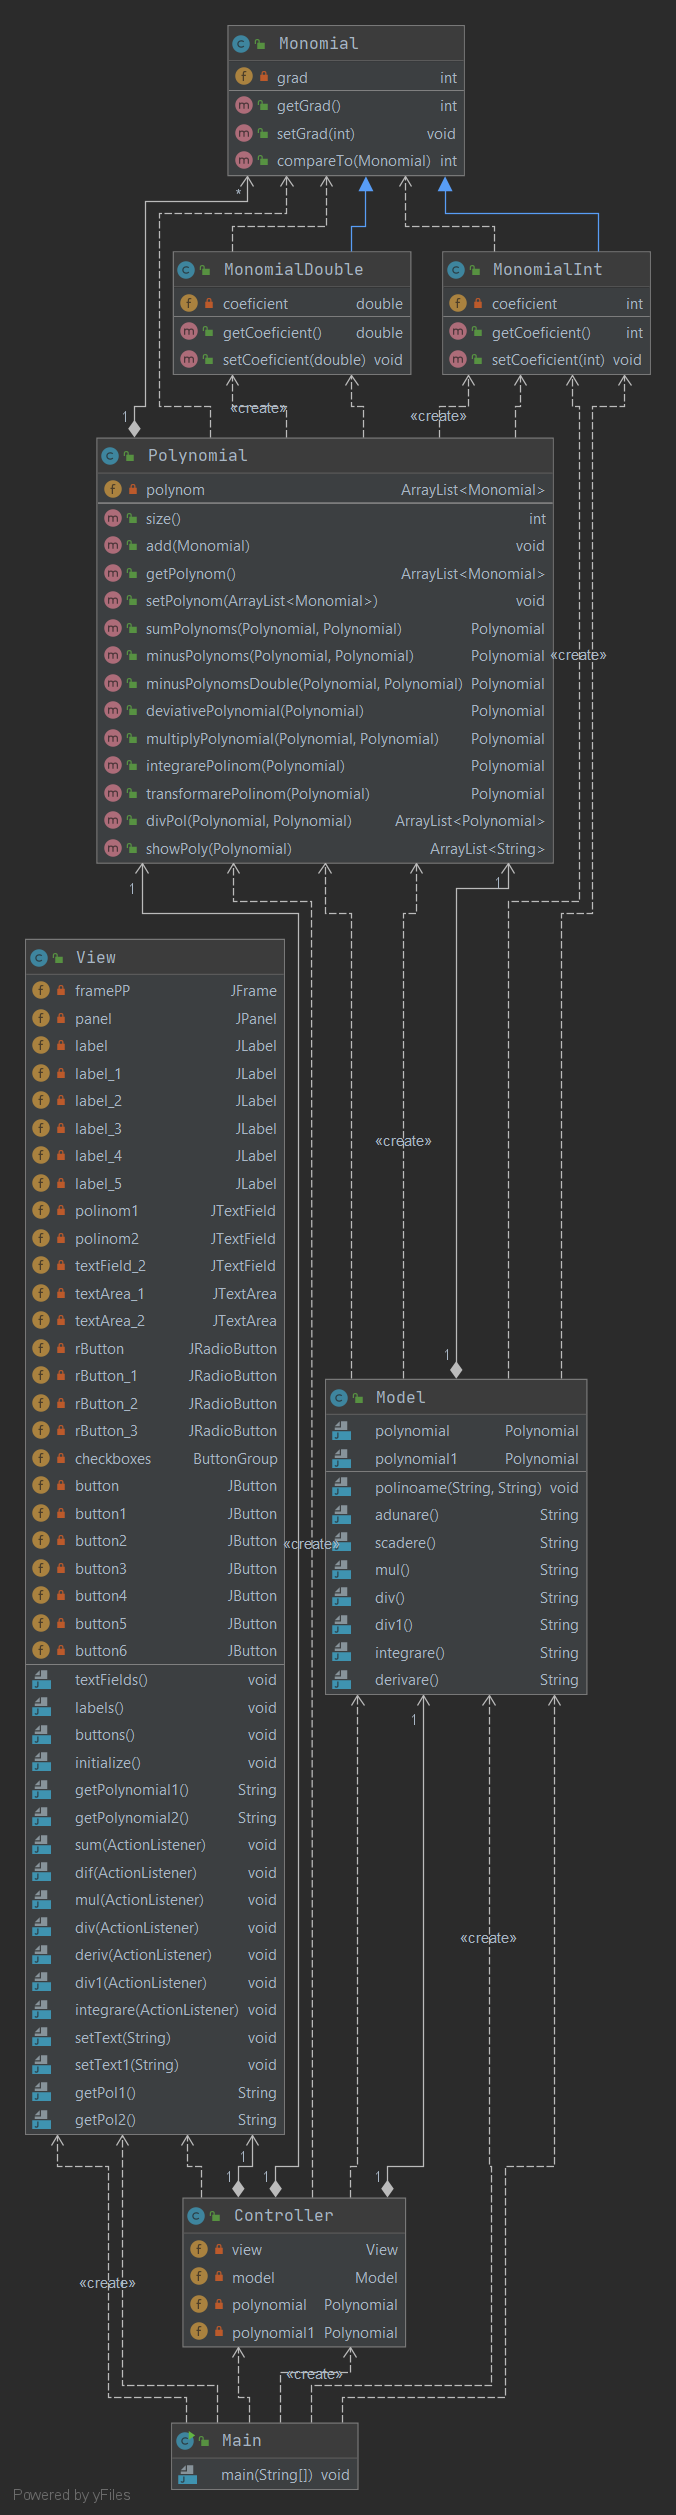 Monomial
grad int
getGrad() int
setGrad(int) void
compareTo(Monomial) int
*
MonomialDouble
coeficient double
getCoeficient() double
setCoeficient(double) void
MonomialInt
coeficient int
getCoeficient() int
setCoeficient(int) void
«create»
«create»
1
Polynomial
polynom ArrayList<Monomial>
size() int
add(Monomial) void
getPolynom() ArrayList<Monomial>
setPolynom(ArrayList<Monomial>) void
sumPolynoms(Polynomial, Polynomial) Polynomial
minusPolynoms(Polynomial, Polynomial) Polynomial
«create»
minusPolynomsDouble(Polynomial, Polynomial) Polynomial
deviativePolynomial(Polynomial) Polynomial
multiplyPolynomial(Polynomial, Polynomial) Polynomial
integrarePolinom(Polynomial) Polynomial
transformarePolinom(Polynomial) Polynomial
divPol(Polynomial, Polynomial) ArrayList<Polynomial>
showPoly(Polynomial) ArrayList<String>
1
1
View
framePP JFrame
panel JPanel
label JLabel
label_1 JLabel
label_2 JLabel
label_3 JLabel
label_4 JLabel
label_5 JLabel
polinom1 JTextField
polinom2 JTextField
textField_2 JTextField
textArea_1 JTextArea
textArea_2 JTextArea
rButton JRadioButton
rButton_1 JRadioButton
rButton_2 JRadioButton
rButton_3 JRadioButton
checkboxes ButtonGroup
button JButton
button1 JButton
button2 JButton
button3 JButton
button4 JButton
button5 JButton
button6 JButton
textFields() void
labels() void
buttons() void
initialize() void
getPolynomial1() String
getPolynomial2() String
sum(ActionListener) void
dif(ActionListener) void
mul(ActionListener) void
div(ActionListener) void
deriv(ActionListener) void
div1(ActionListener) void
integrare(ActionListener) void
setText(String) void
setText1(String) void
getPol1() String
getPol2() String
«create»
1
Model
polynomial Polynomial
polynomial1 Polynomial
polinoame(String, String) void
adunare() String
scadere() String
«create»
mul() String
div() String
div1() String
integrare() String
derivare() String
1
«create»
1
1
1
1
Controller
view View
model Model
polynomial Polynomial
polynomial1 Polynomial
«create»
«create»
Main
main(String[]) void
Powered by yFiles